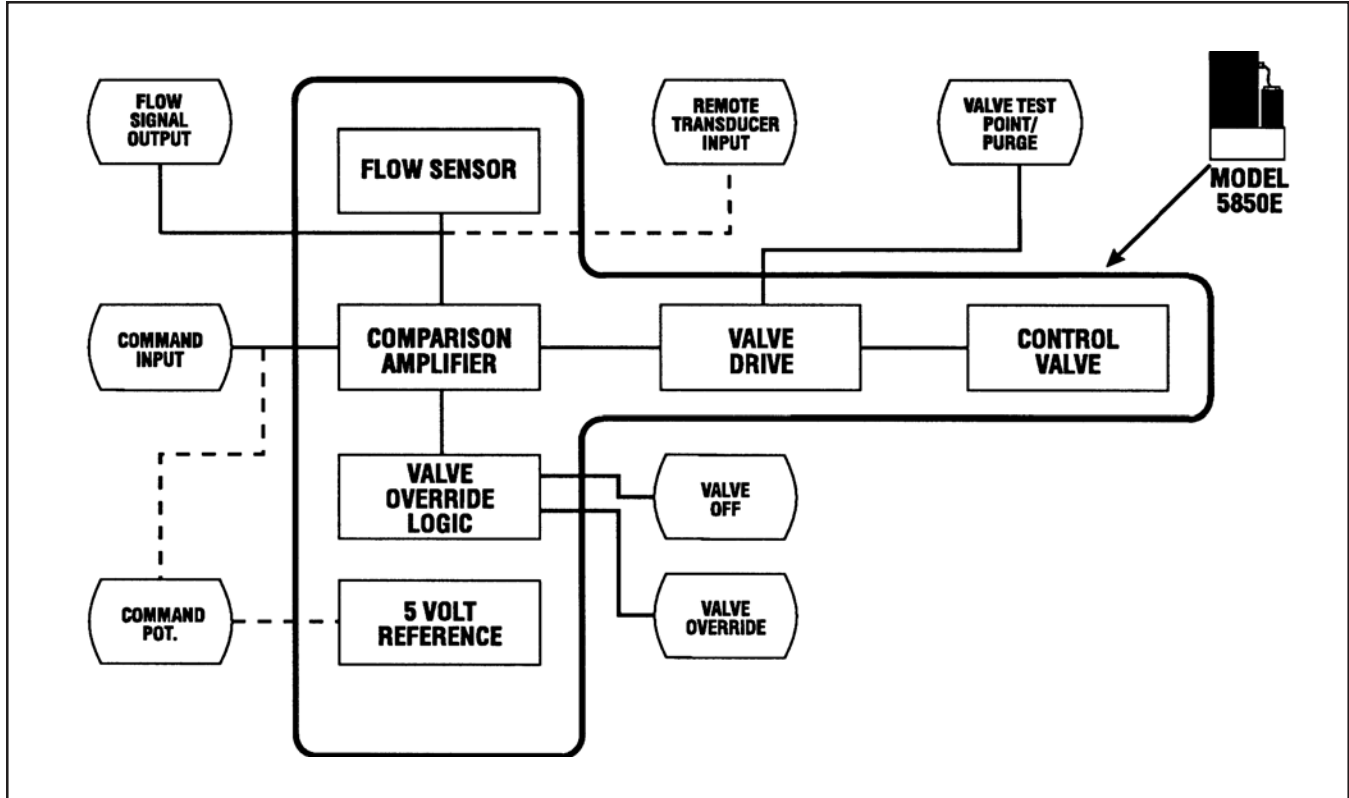 FLOW
SIGNAL
OUTPUT
REMOTE
TRANSDUCER
INPUT
VALVE TEST
POINT/
PURGE
MODEL
5850E
FLOW SENSOR
COMMAND
INPUT
COMPARISON
AMPLIFIER
VALVE
DRIVE
CONTROL
VALVE
VALVE
OVERRIDE
LOGIC
VALVE
OFF
COMMAND
POT.
5 VOLT
REFERENCE
VALVE
OVERRIDE